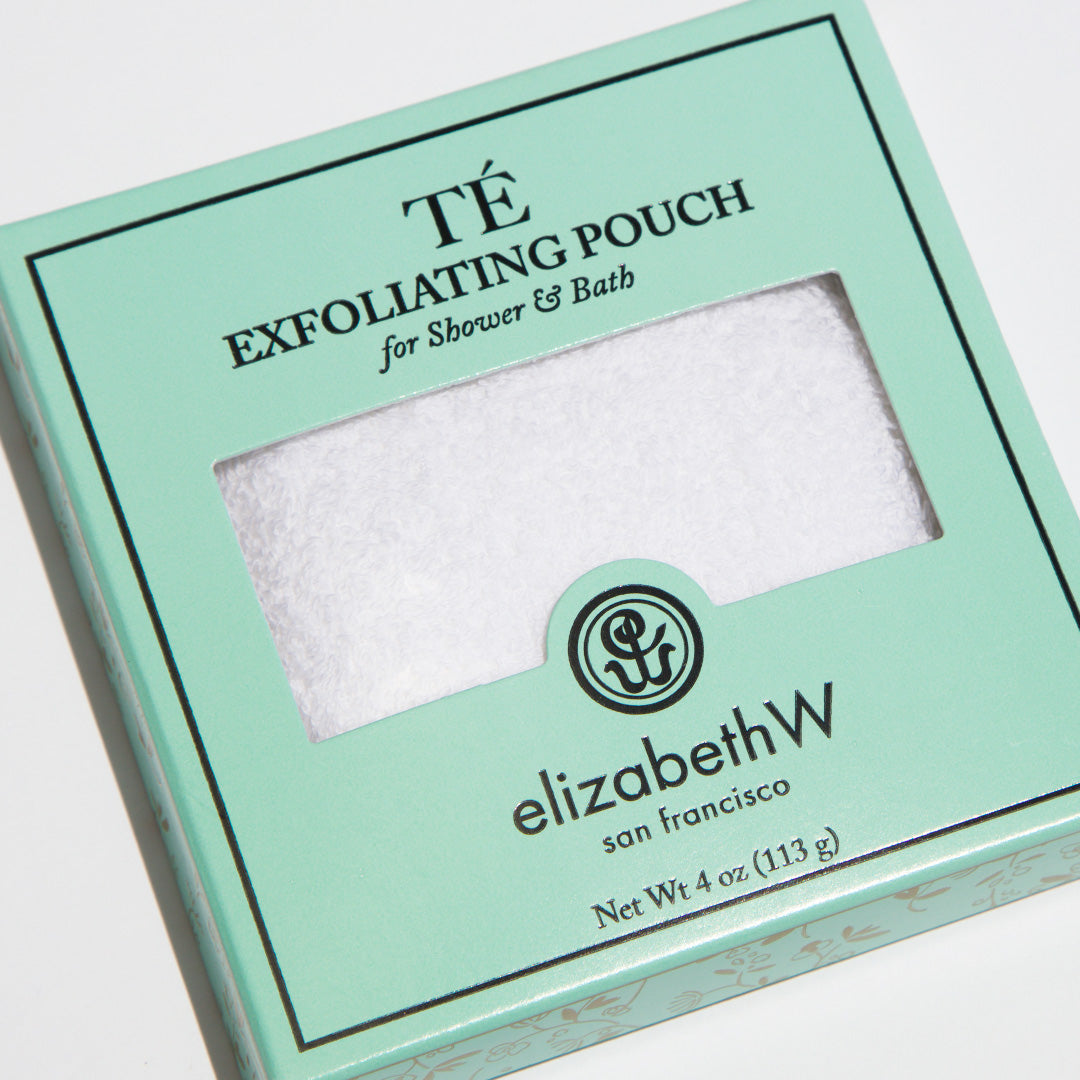 TÉ
EXFOLIATING POUCH
for Shower & Bath
elizabethW
san francisco
Net Wt 4 oz (113 g)